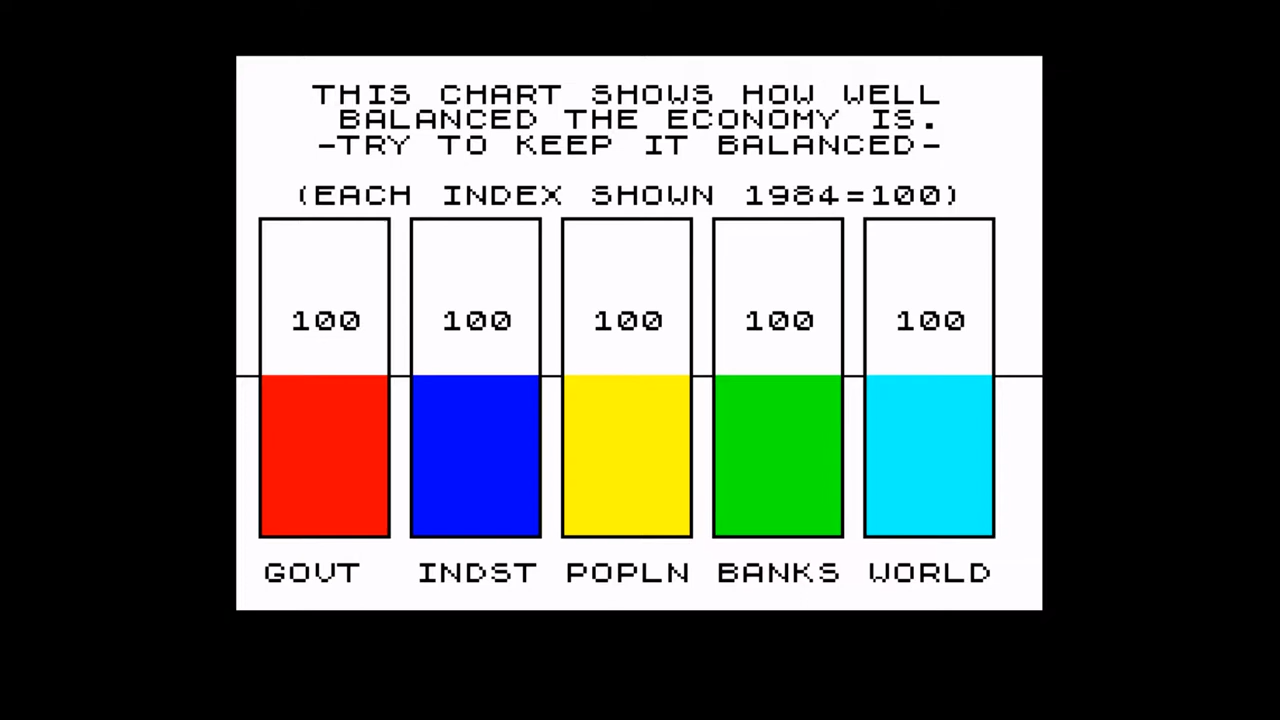 THIS CHART SHOWS HOW WELL
BALANCED THE ECONOMY IS.
-TRY TO KEEP IT BALANCED-
(EACH INDEX SHOWN 1984=100)
100 100 100 100 100
GOVT INDST POPLN BANKS WORLD